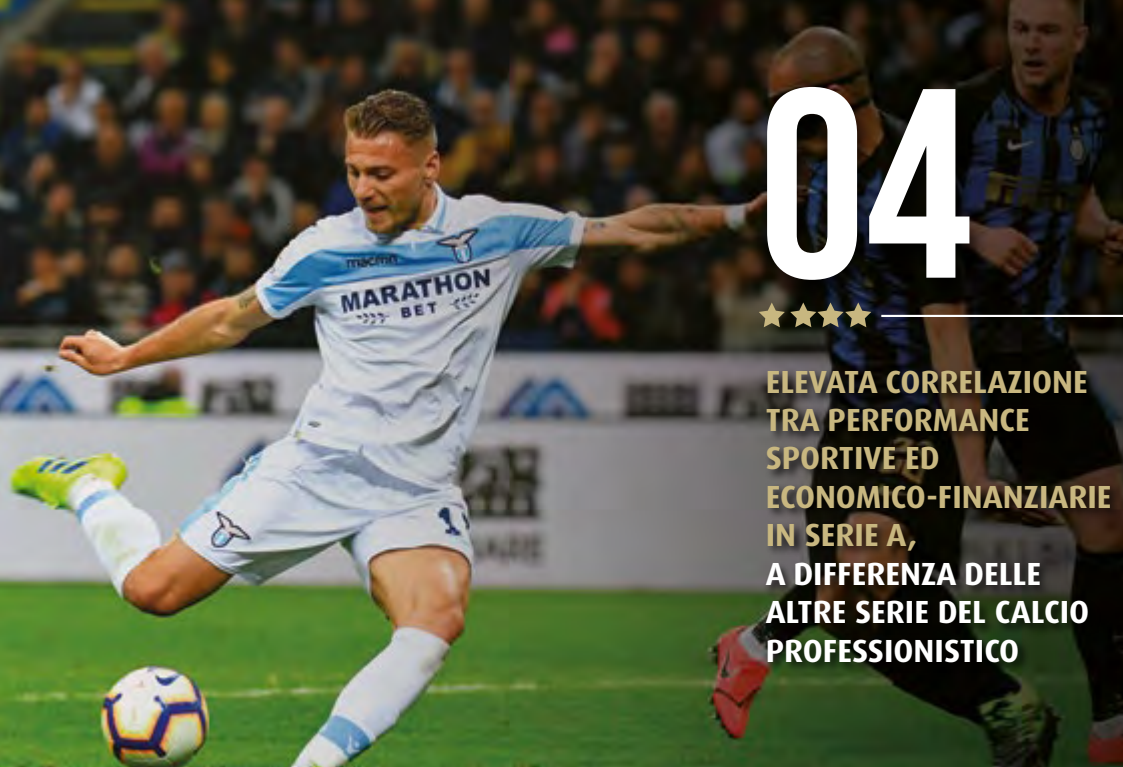 04
ELEVATA CORRELAZIONE
TRA PERFORMANCE
SPORTIVE ED
ECONOMICO-FINANZIARIE
IN SERIE A,
A DIFFERENZA DELLE
ALTRE SERIE DEL CALCIO
PROFESSIONISTICO
macron
MARATHON
BET